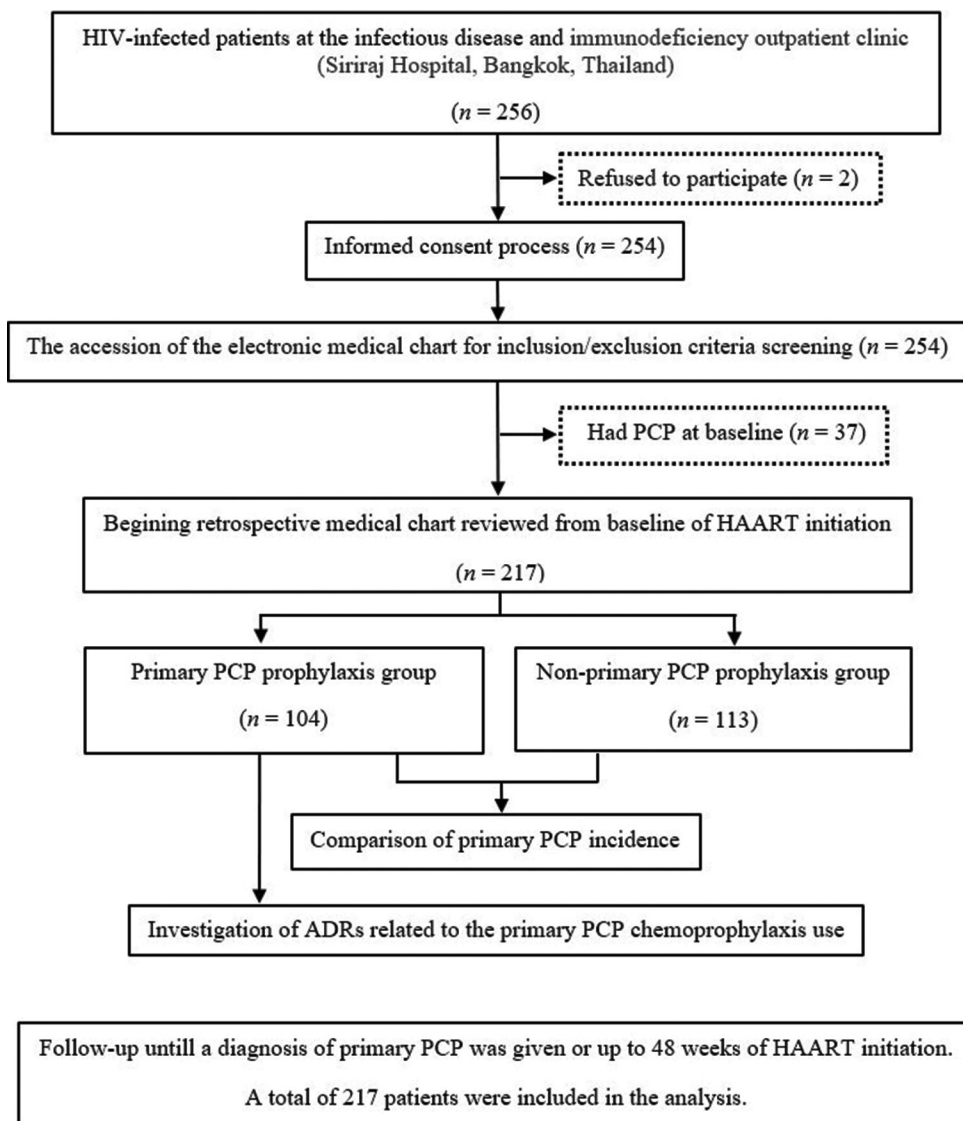 HIV-infected patients at the infectious disease and immunodeficiency outpatient clinic
(Siriraj Hospital, Bangkok, Thailand)
(n = 256)
Refused to participate (n = 2)
Informed consent process (n = 254)
The accession of the electronic medical chart for inclusion/exclusion criteria screening (n = 254)
Had PCP at baseline (n = 37)
Begining retrospective medical chart reviewed from baseline of HAART initiation
(n = 217)
Primary PCP prophylaxis group
(n = 104)
Non-primary PCP prophylaxis group
(n = 113)
Comparison of primary PCP incidence
Investigation of ADRs related to the primary PCP chemoprophylaxis use
Follow-up untill a diagnosis of primary PCP was given or up to 48 weeks of HAART initiation.
A total of 217 patients were included in the analysis.